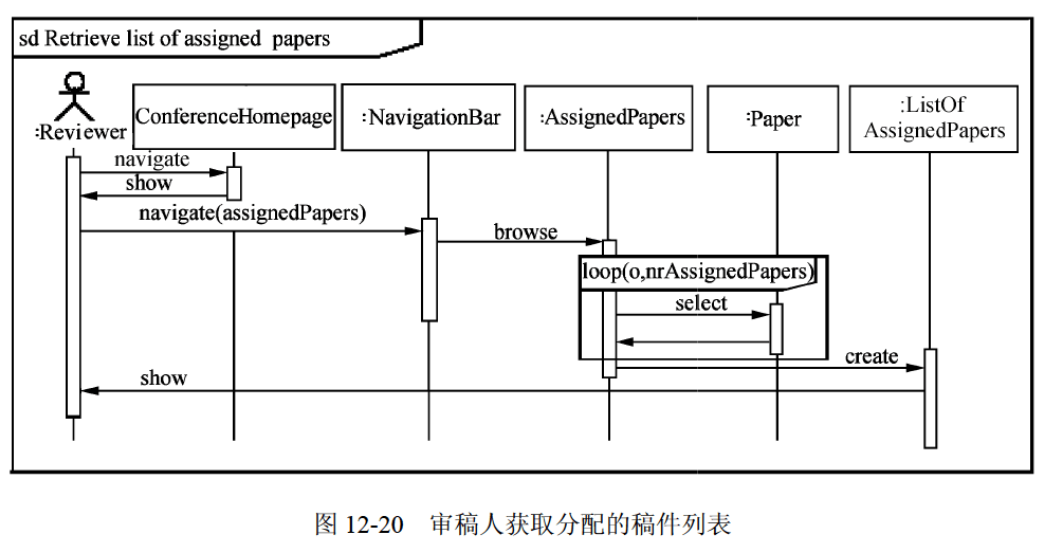 sd Retrieve list of assigned papers
:Reviewer
ConferenceHomepage
:NavigationBar
:AssignedPapers
:Paper
:ListOf
AssignedPapers
navigate
show
navigate(assignedPapers)
browse
loop(o,nrAssignedPapers)
select
create
show
图 12-20 审稿人获取分配的稿件列表